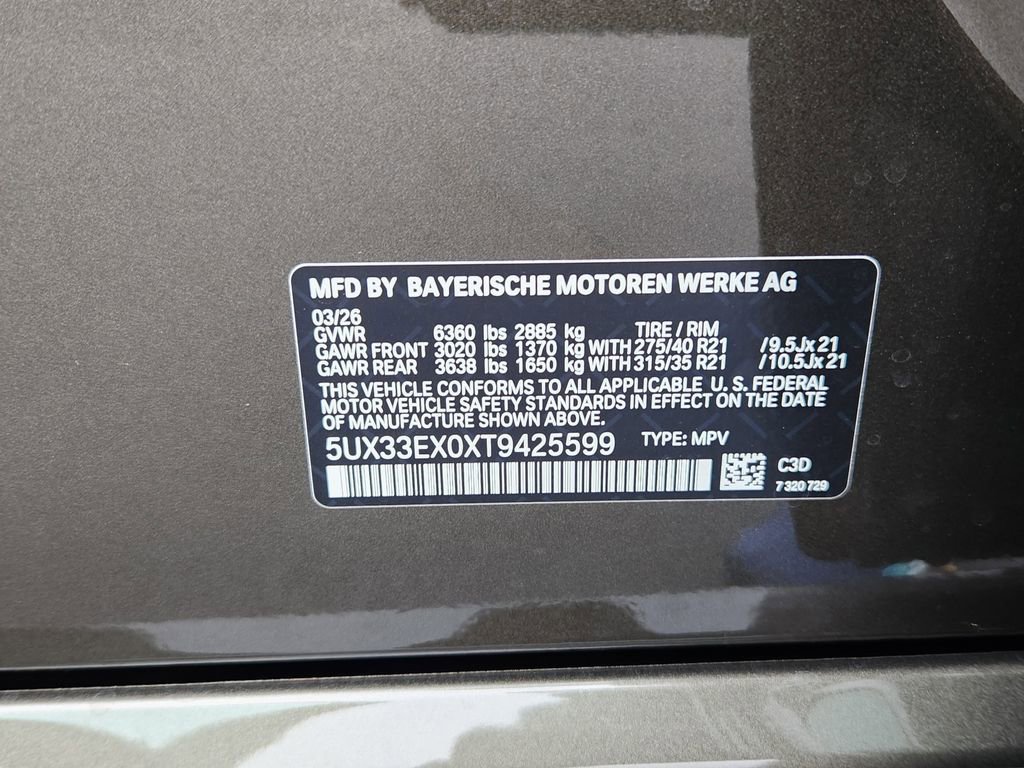 MFD BY BAYERISCHE MOTOREN WERKE AG
03/26
GVWR 6360 lbs 2885 kg TIRE / RIM
GAWR FRONT 3020 lbs 1370 kg WITH 275/40 R21 /9.5Jx21
GAWR REAR 3638 lbs 1650 kg WITH 315/35 R21 /10.5Jx21
THIS VEHICLE CONFORMS TO ALL APPLICABLE U. S. FEDERAL
MOTOR VEHICLE SAFETY STANDARDS IN EFFECT ON THE DATE
OF MANUFACTURE SHOWN ABOVE.
5UX33EX0XT9425599 TYPE: MPV
C3D
7 320 729